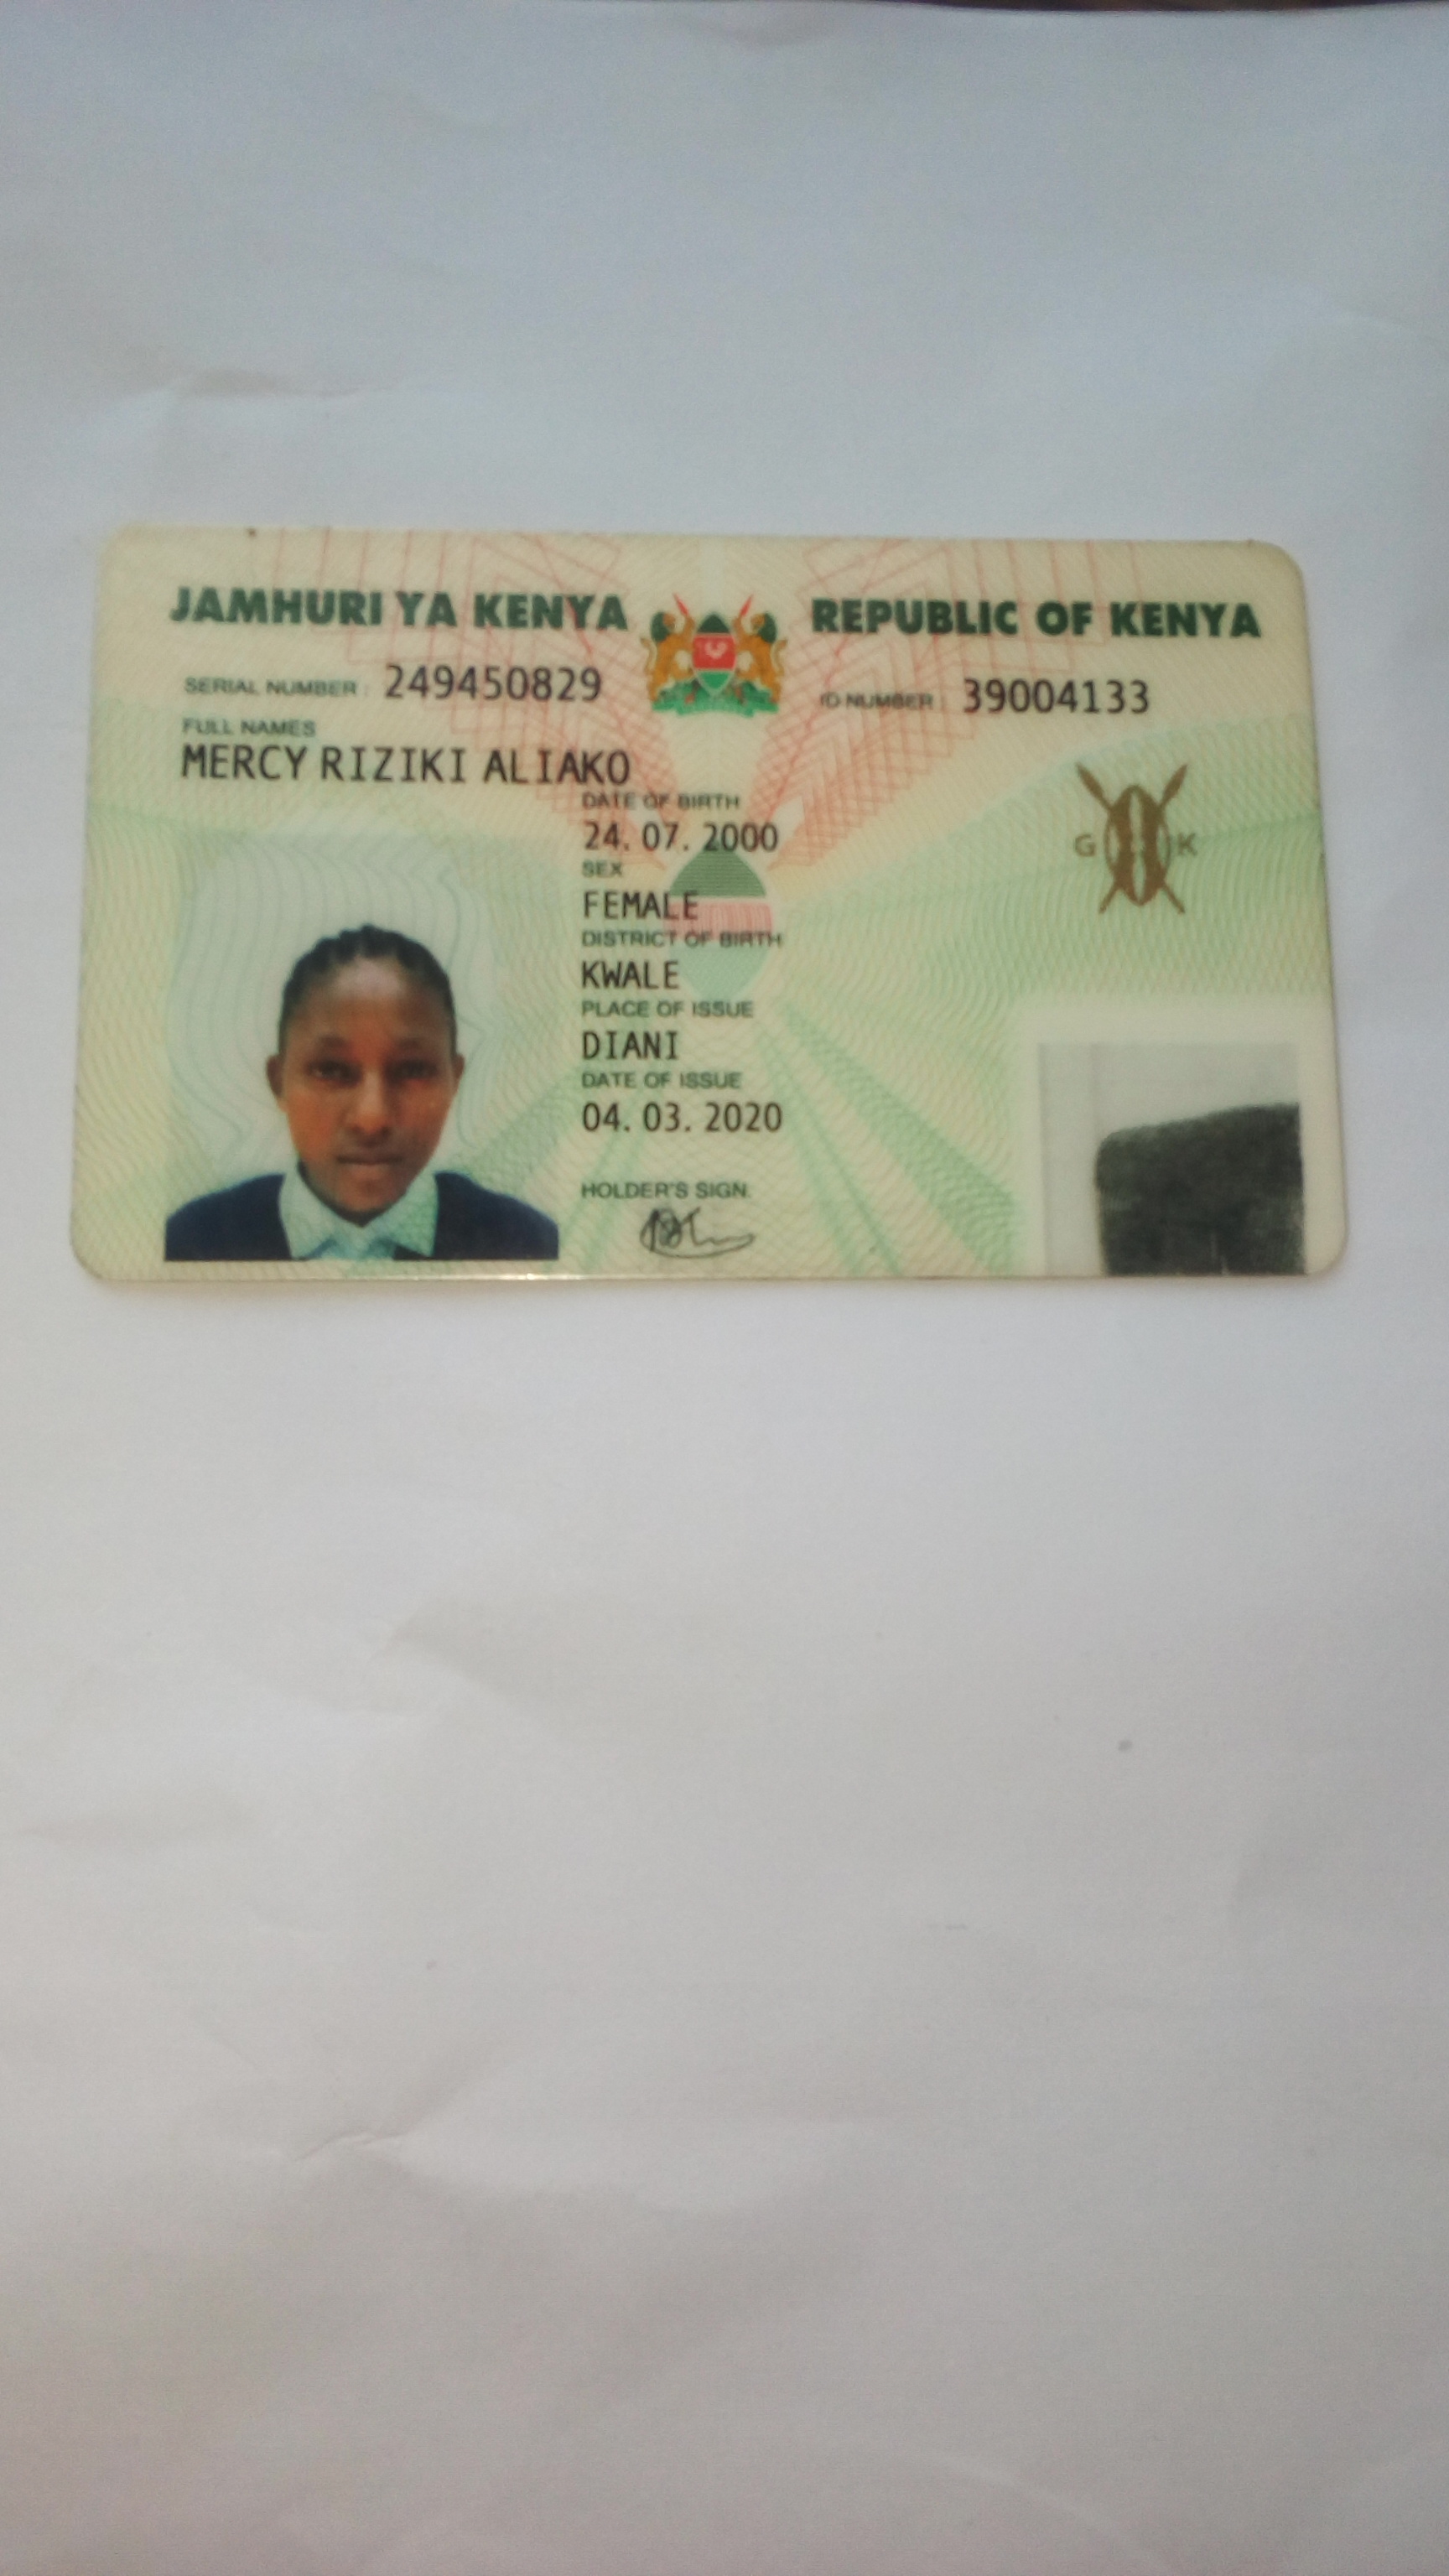 JAMHURI YA KENYA REPUBLIC OF KENYA
SERIAL NUMBER : 249450829 ID NUMBER : 39004133
FULL NAMES
MERCY RIZIKI ALIAKO
DATE OF BIRTH
24. 07. 2000
SEX
FEMALE
DISTRICT OF BIRTH
KWALE
PLACE OF ISSUE
DIANI
DATE OF ISSUE
04. 03. 2020
HOLDER'S SIGN.
G K